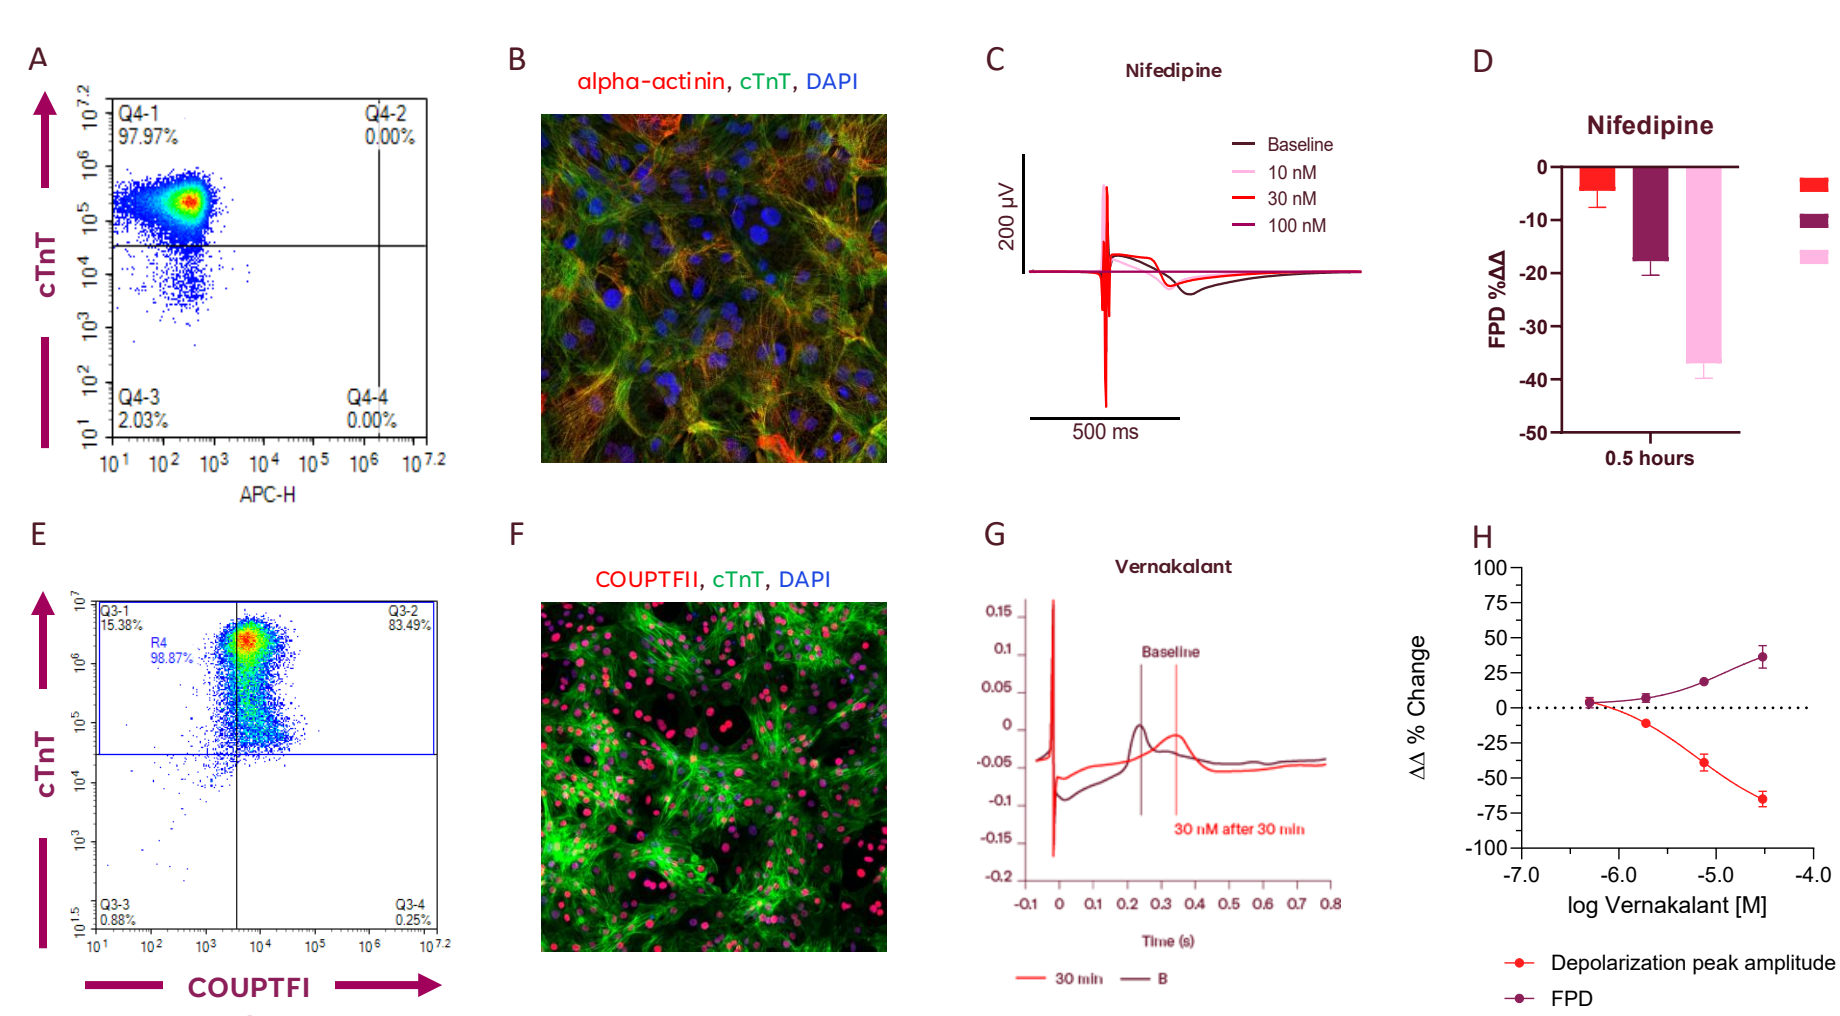 A
cTnT
10^7.2
10^6
10^5
10^4
10^3
10^2
10^1
Q4-1
97.97%
Q4-2
0.00%
Q4-3
2.03%
Q4-4
0.00%
10^1
10^2
10^3
10^4
10^5
10^6
10^7.2
APC-H
B
alpha-actinin, cTnT, DAPI
C
Nifedipine
200 µV
Baseline
10 nM
30 nM
100 nM
500 ms
D
Nifedipine
FPD %ΔΔ
0
-10
-20
-30
-40
-50
0.5 hours
E
cTnT
10^7
10^6
10^5
10^4
10^3
10^1.5
Q3-1
15.38%
Q3-2
83.49%
R4
98.87%
Q3-3
0.88%
Q3-4
0.25%
10^1
10^2
10^3
10^4
10^5
10^6
10^7.2
COUPTFI
F
COUPTFII, cTnT, DAPI
G
Vernakalant
0.15
0.1
0.05
0
-0.05
-0.1
-0.15
-0.2
Baseline
30 nM after 30 min
-0.1 0 0.1 0.2 0.3 0.4 0.5 0.6 0.7 0.8
Time (s)
30 min
B
H
ΔΔ % Change
100
75
50
25
0
-25
-50
-75
-100
-7.0 -6.0 -5.0 -4.0
log Vernakalant [M]
Depolarization peak amplitude
FPD